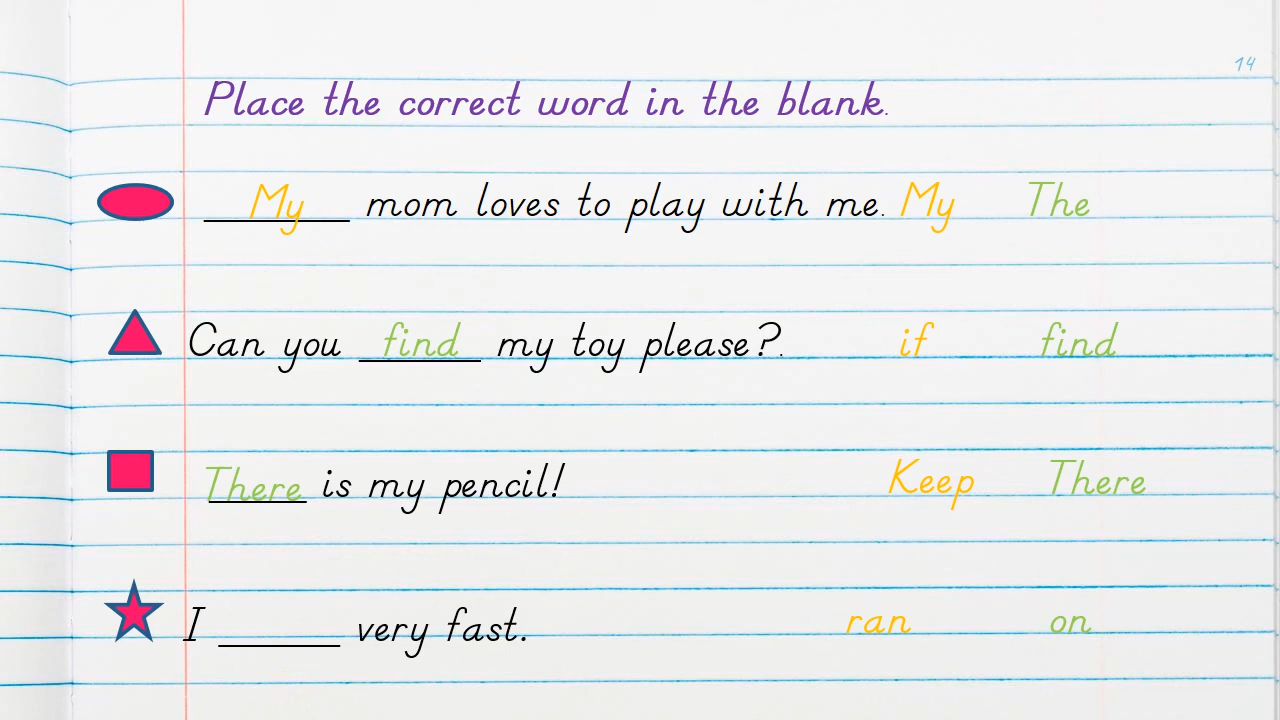 14
Place the correct word in the blank.
My mom loves to play with me. My The
Can you find my toy please?. if find
There is my pencil! Keep There
I ______ very fast. ran on